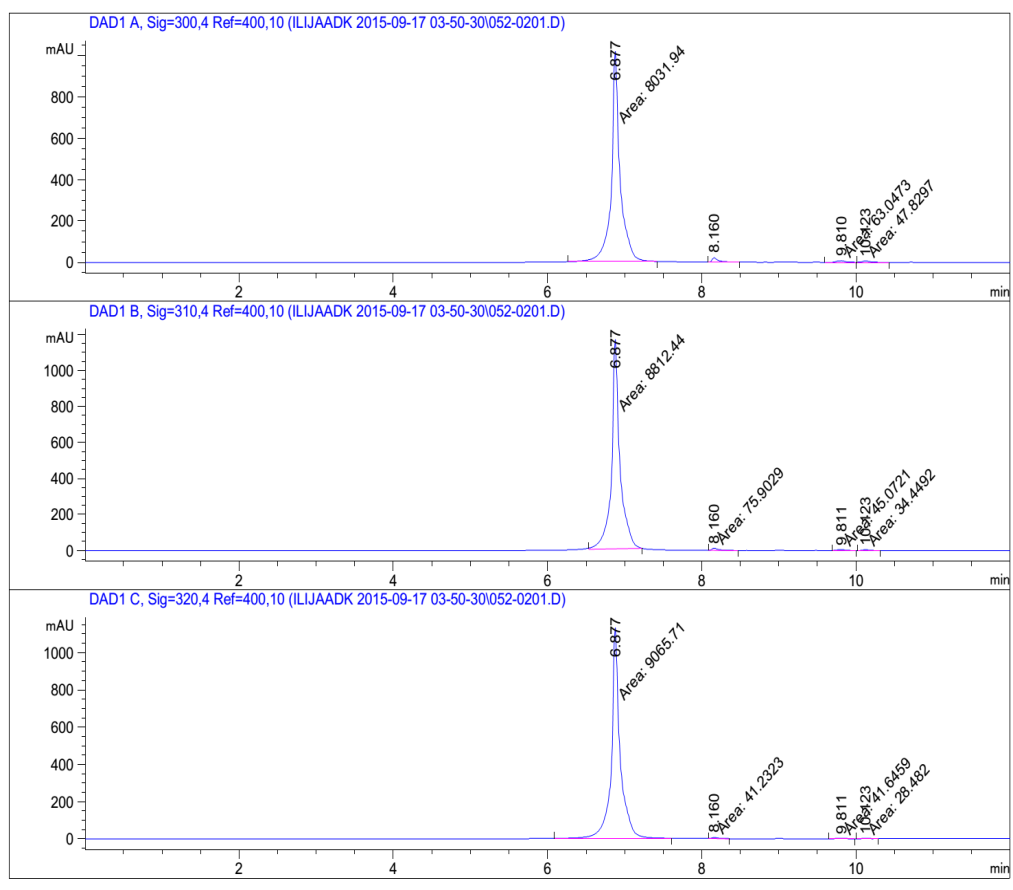 DAD1 A, Sig=300,4 Ref=400,10 (ILIJAADK 2015-09-17 03-50-30\052-0201.D)
mAU
800
600
400
200
0
6.877
Area: 8031.94
8.160
9.810
Area: 63.0473
10.123
Area: 47.8297
2
4
6
8
10
min
DAD1 B, Sig=310,4 Ref=400,10 (ILIJAADK 2015-09-17 03-50-30\052-0201.D)
mAU
1000
800
600
400
200
0
6.877
Area: 8812.44
8.160
Area: 75.9029
9.811
Area: 45.0721
10.123
Area: 34.4492
2
4
6
8
10
min
DAD1 C, Sig=320,4 Ref=400,10 (ILIJAADK 2015-09-17 03-50-30\052-0201.D)
mAU
1000
800
600
400
200
0
6.877
Area: 9065.71
8.160
Area: 41.2323
9.811
Area: 41.6459
10.123
Area: 28.482
2
4
6
8
10
min